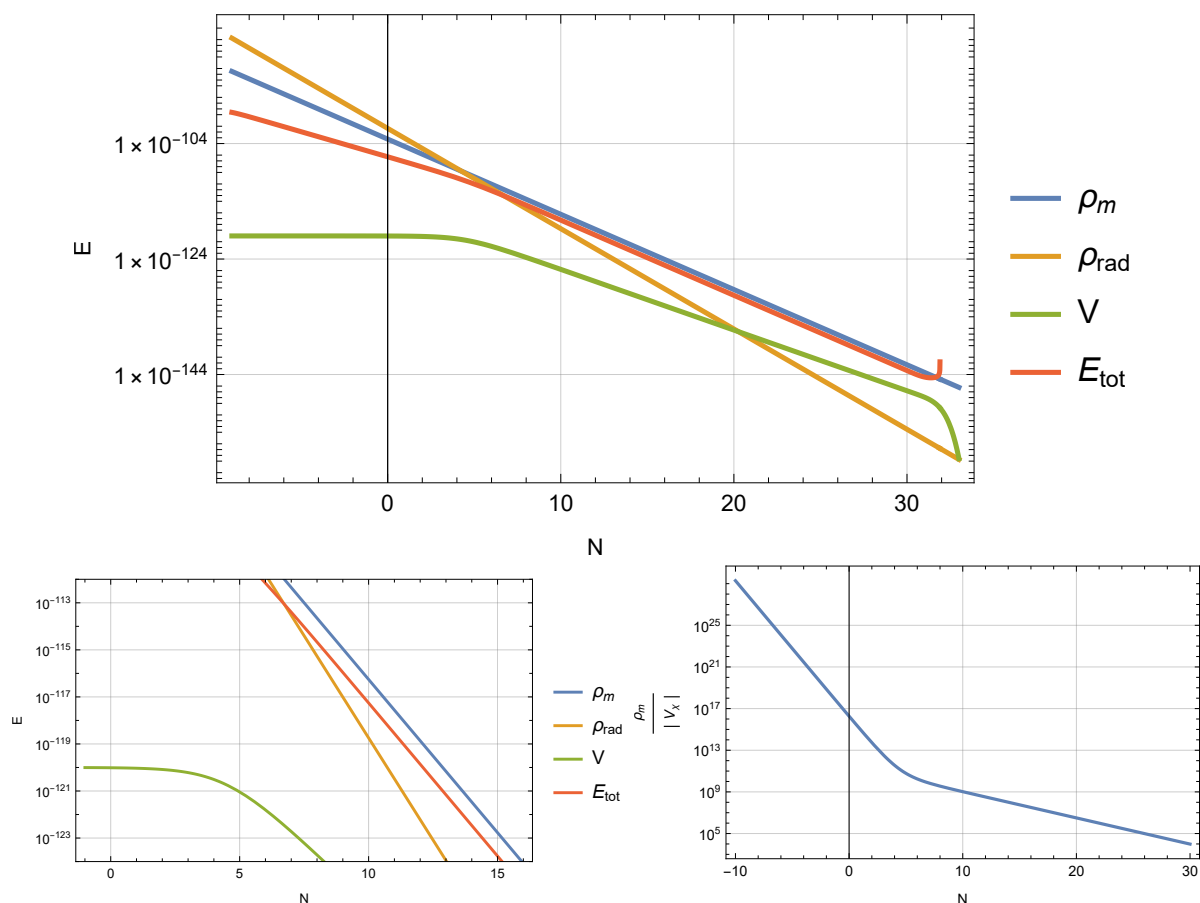 1 × 10^-104
1 × 10^-124
1 × 10^-144
E
0 10 20 30
N
ρ_m
ρ_rad
V
E_tot
10^-113
10^-115
10^-117
10^-119
10^-121
10^-123
E
0 5 10 15
N
ρ_m
ρ_rad
V
E_tot
ρ_m
| V_χ |
10^25
10^21
10^17
10^13
10^9
10^5
-10 0 10 20 30
N